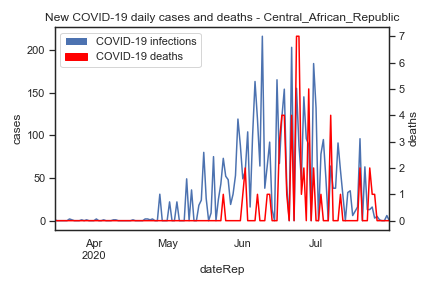 New COVID-19 daily cases and deaths - Central_African_Republic
COVID-19 infections
COVID-19 deaths
cases
200
150
100
50
0
7
6
5
4
3
2
1
0
deaths
Apr
2020
May
Jun
Jul
dateRep